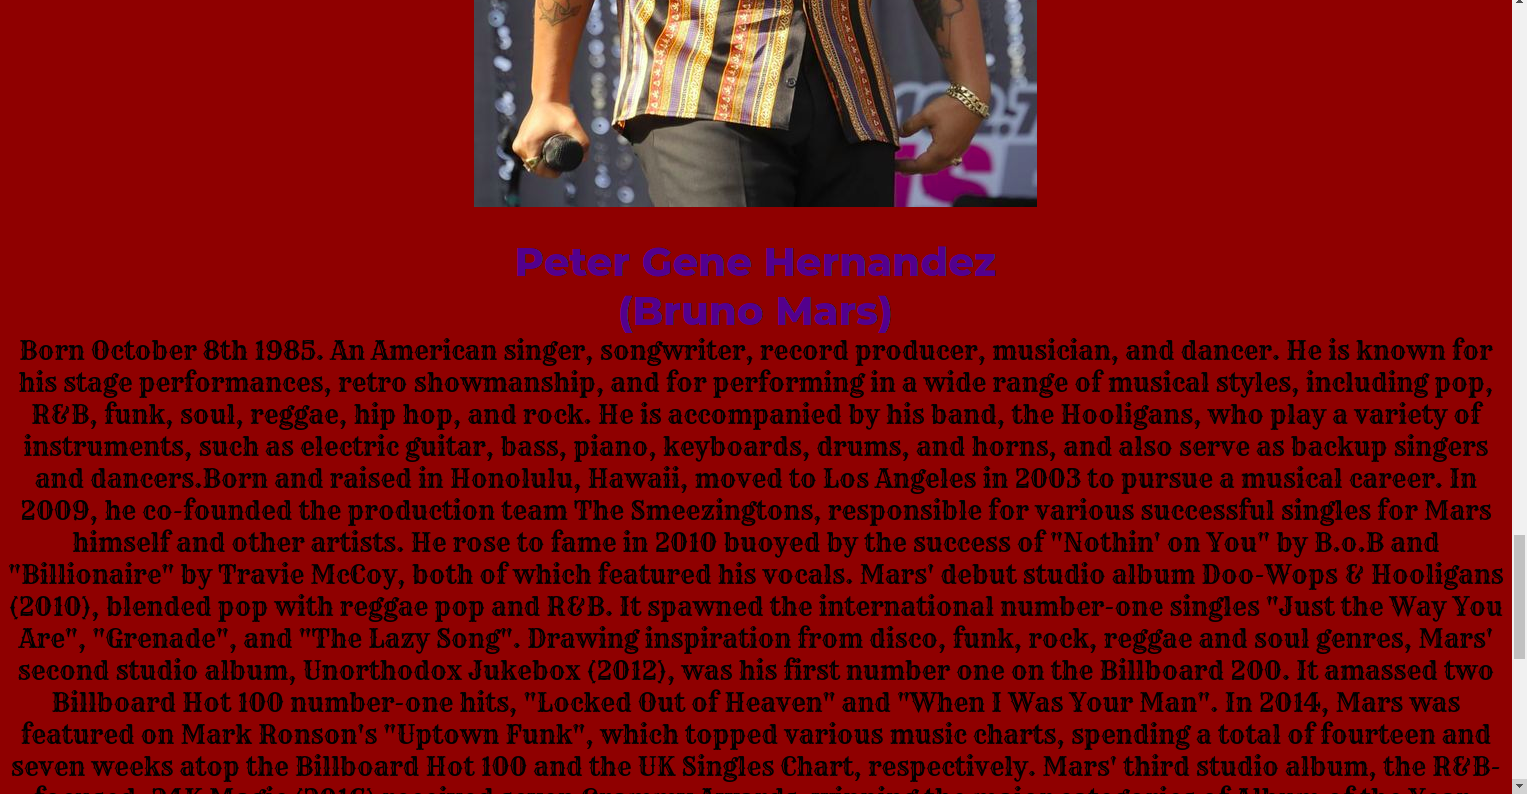 102.7
IS
Peter Gene Hernandez
(Bruno Mars)
Born October 8th 1985. An American singer, songwriter, record producer, musician, and dancer. He is known for
his stage performances, retro showmanship, and for performing in a wide range of musical styles, including pop,
R&B, funk, soul, reggae, hip hop, and rock. He is accompanied by his band, the Hooligans, who play a variety of
instruments, such as electric guitar, bass, piano, keyboards, drums, and horns, and also serve as backup singers
and dancers.Born and raised in Honolulu, Hawaii, moved to Los Angeles in 2003 to pursue a musical career. In
2009, he co-founded the production team The Smeezingtons, responsible for various successful singles for Mars
himself and other artists. He rose to fame in 2010 buoyed by the success of "Nothin' on You" by B.o.B and
"Billionaire" by Travie McCoy, both of which featured his vocals. Mars' debut studio album Doo-Wops & Hooligans
(2010), blended pop with reggae pop and R&B. It spawned the international number-one singles "Just the Way You
Are", "Grenade", and "The Lazy Song". Drawing inspiration from disco, funk, rock, reggae and soul genres, Mars'
second studio album, Unorthodox Jukebox (2012), was his first number one on the Billboard 200. It amassed two
Billboard Hot 100 number-one hits, "Locked Out of Heaven" and "When I Was Your Man". In 2014, Mars was
featured on Mark Ronson's "Uptown Funk", which topped various music charts, spending a total of fourteen and
seven weeks atop the Billboard Hot 100 and the UK Singles Chart, respectively. Mars' third studio album, the R&B-